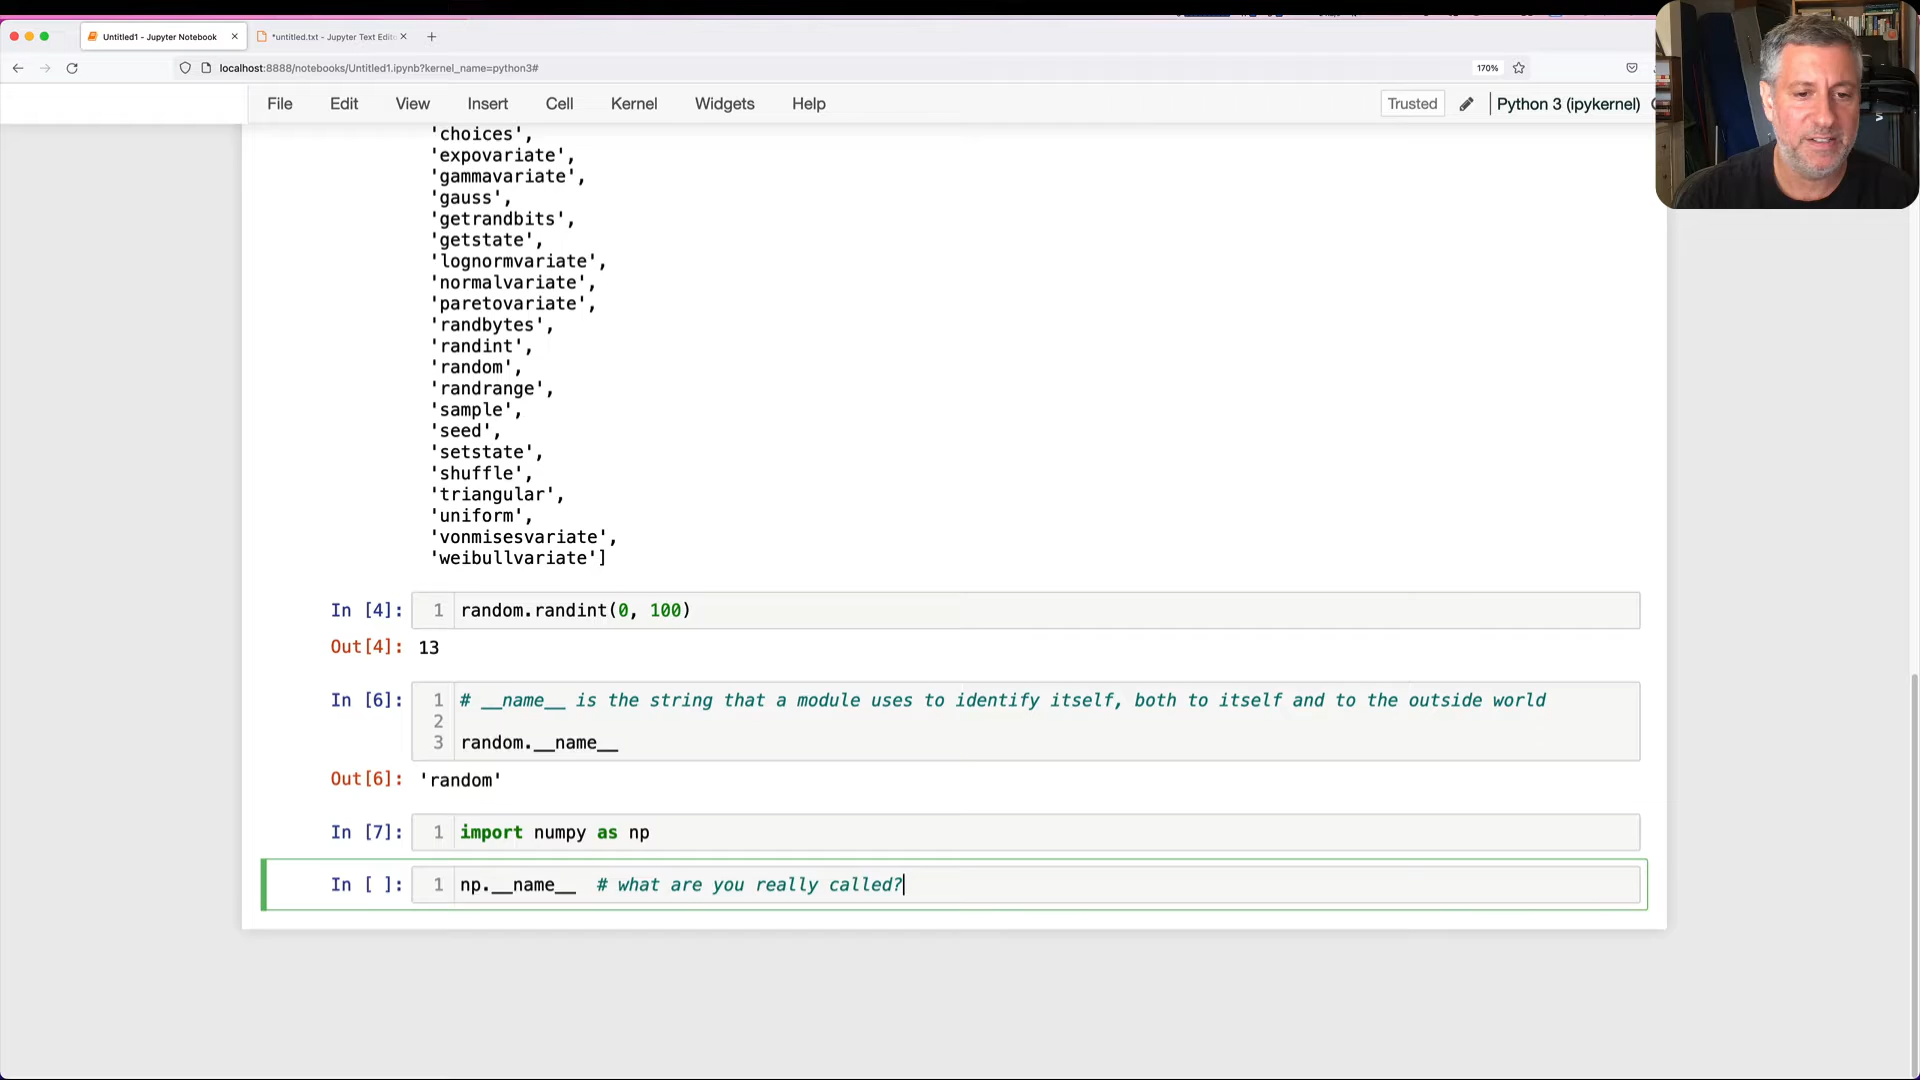 Untitled1 - Jupyter Notebook
*untitled.txt - Jupyter Text Edit
localhost:8888/notebooks/Untitled1.ipynb?kernel_name=python3#
170%
File Edit View Insert Cell Kernel Widgets Help
Trusted
Python 3 (ipykernel)
'choices',
'expovariate',
'gammavariate',
'gauss',
'getrandbits',
'getstate',
'lognormvariate',
'normalvariate',
'paretovariate',
'randbytes',
'randint',
'random',
'randrange',
'sample',
'seed',
'setstate',
'shuffle',
'triangular',
'uniform',
'vonmisesvariate',
'weibullvariate']
In [4]: 1 random.randint(0, 100)
Out[4]: 13
In [6]: 1 # __name__ is the string that a module uses to identify itself, both to itself and to the outside world
2
3 random.__name__
Out[6]: 'random'
In [7]: 1 import numpy as np
In [ ]: 1 np.__name__ # what are you really called?